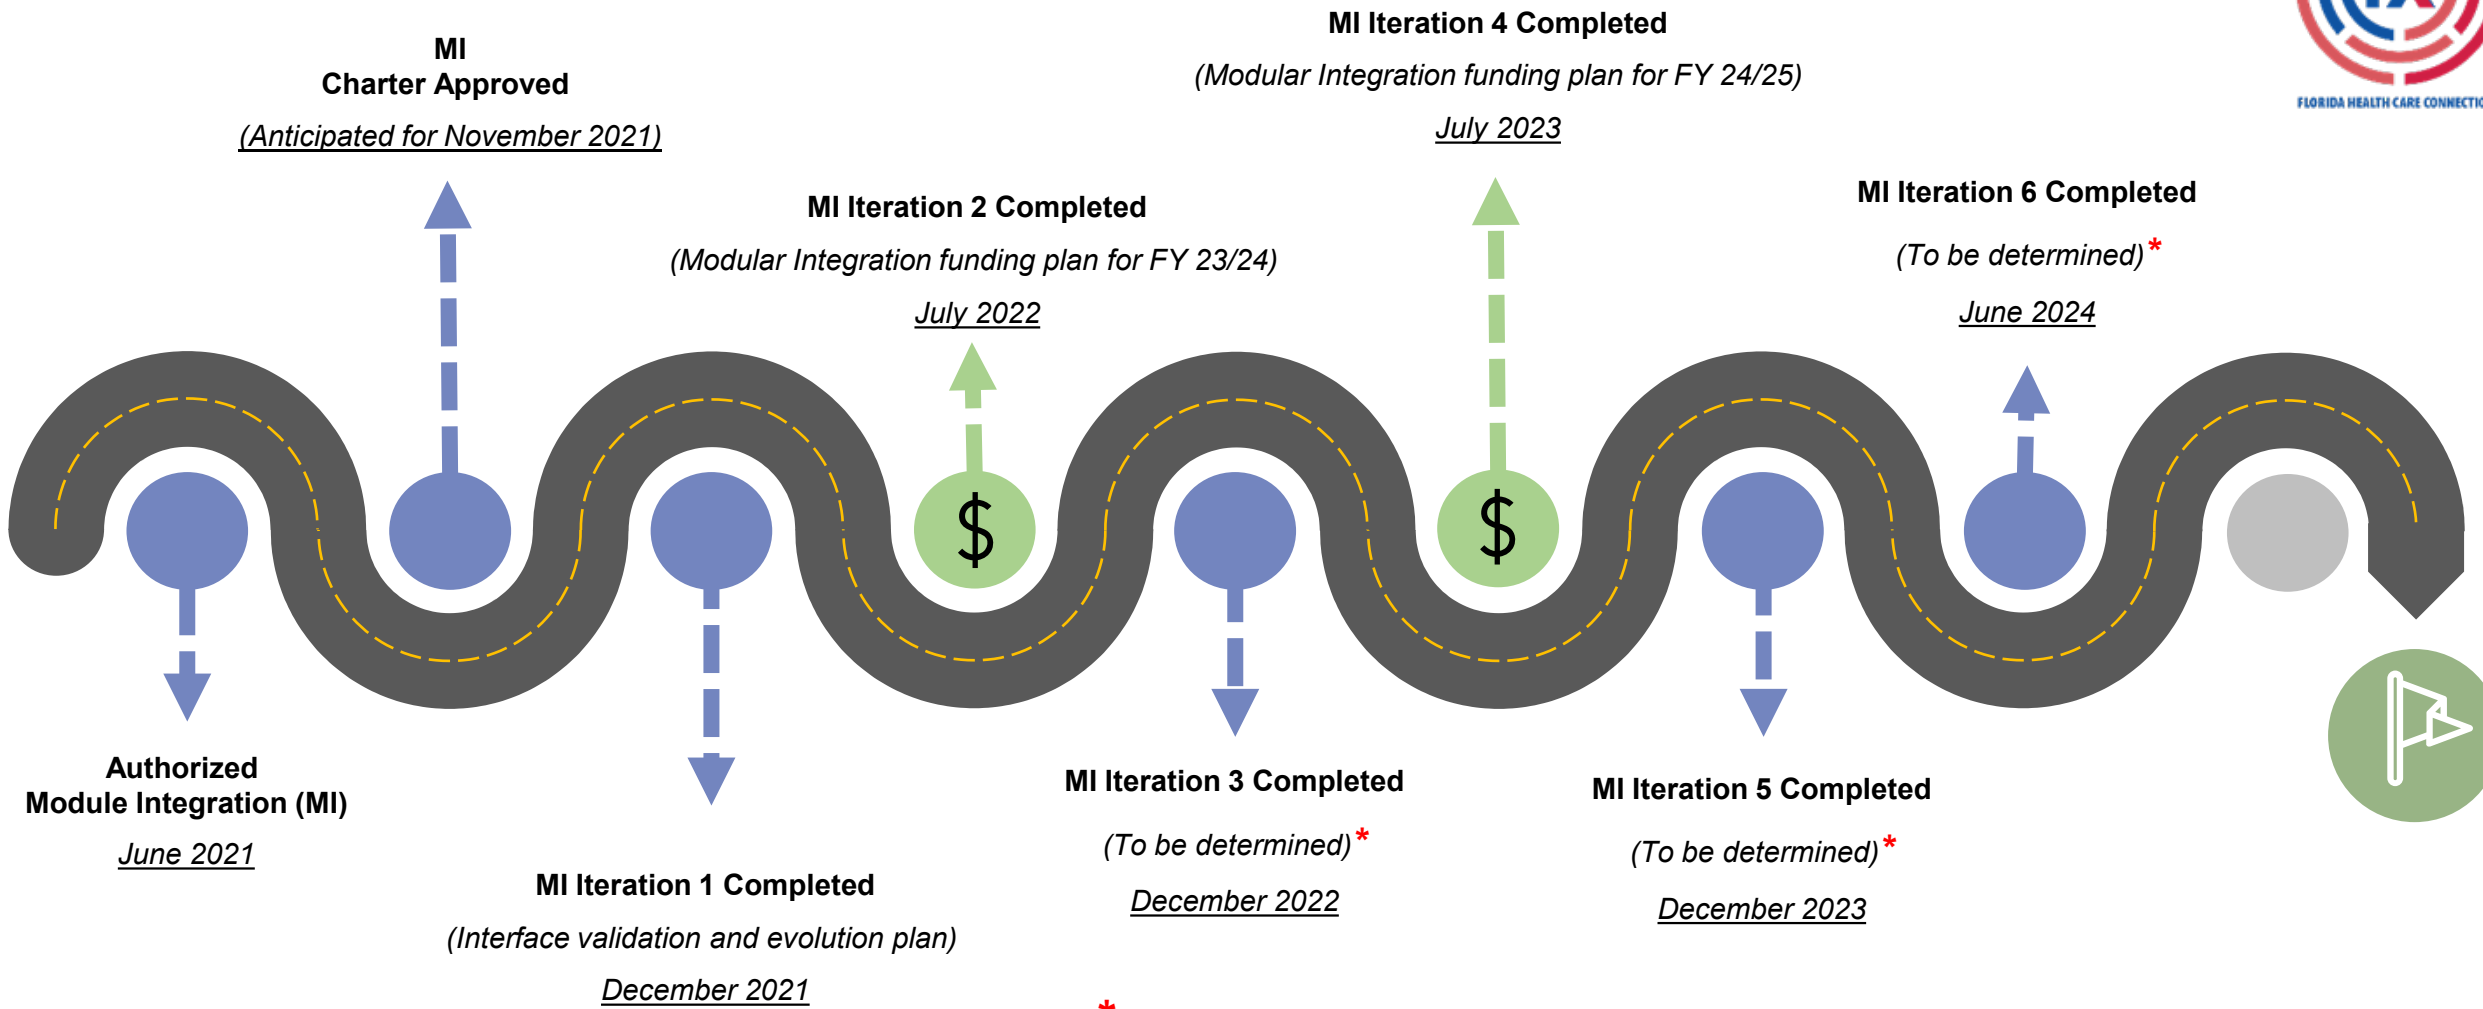 MI
Charter Approved
(Anticipated for November 2021)
MI Iteration 4 Completed
(Modular Integration funding plan for FY 24/25)
July 2023
FLORIDA HEALTH CARE
MI Iteration 2 Completed
(Modular Integration funding plan for FY 23/24)
July 2022
MI Iteration 6 Completed
(To be determined)*
June 2024
$
$
Authorized
Module Integration (MI)
June 2021
MI Iteration 1 Completed
(Interface validation and evolution plan)
December 2021
MI Iteration 3 Completed
(To be determined)*
December 2022
MI Iteration 5 Completed
(To be determined)*
December 2023
*